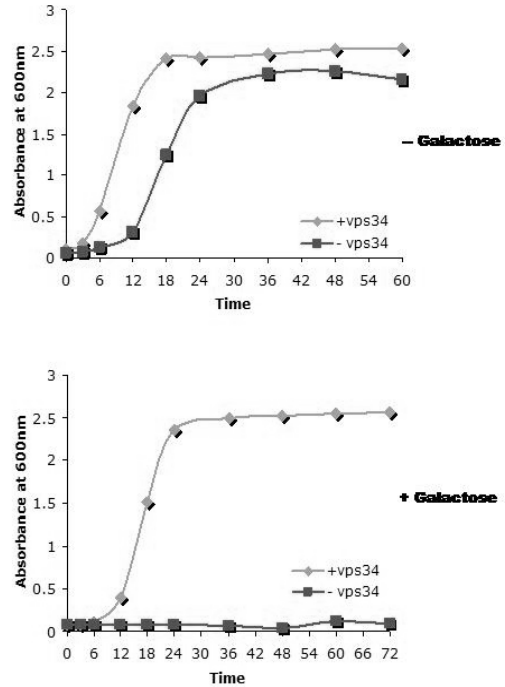 3
2.5
2
1.5
1
0.5
0
Absorbance at 600nm
0 6 12 18 24 30 36 42 48 54 60
Time
+vps34
- vps34
– Galactose
3
2.5
2
1.5
1
0.5
0
Absorbance at 600nm
0 6 12 18 24 30 36 42 48 54 60 66 72
Time
+vps34
- vps34
+ Galactose